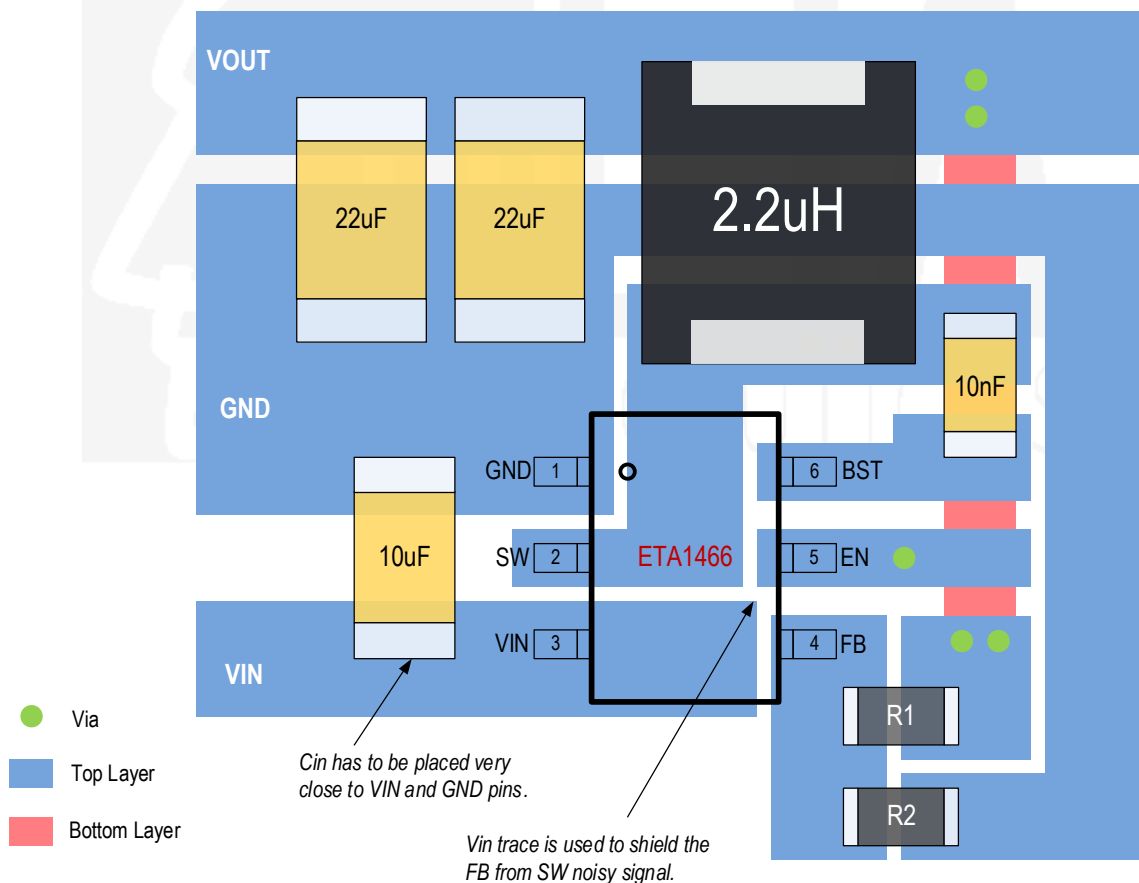 VOUT
22uF
22uF
2.2uH
10nF
GND
GND
1
6
BST
10uF
SW
2
ETA1466
5
EN
VIN
3
4
FB
VIN
R1
R2
Via
Top Layer
Bottom Layer
Cin has to be placed very
close to VIN and GND pins.
Vin trace is used to shield the
FB from SW noisy signal.